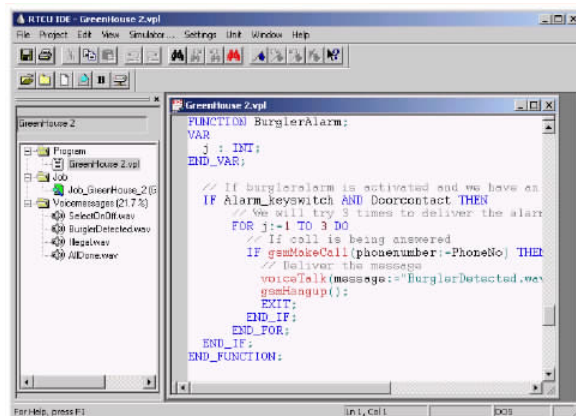 RTCU IDE - GreenHouse 2.vpl
File Project Edit View Simulator... Settings Unit Window Help
GreenHouse 2
Program
GreenHouse 2.vpl
Job
Job_GreenHouse_2 (G
Voicemessages (21.7 %)
SelectOnOff.wav
BurglerDetected.wav
Illegal.wav
AllDone.wav
GreenHouse 2.vpl
FUNCTION BurglerAlarm;
VAR
j : INT;
END_VAR;
// If burglaralarm is activated and we have an
IF Alarm_keyswitch AND Doorcontact THEN
// We will try 3 times to deliver the alar
FOR j:=1 TO 3 DO
// If call is being answered
IF gsmMakeCall(phonenumber:=PhoneNo) THEN
// Deliver the message
voiceTalk(message:="BurglerDetected.wav
gsmHangup();
EXIT;
END_IF;
END_FOR;
END_IF;
END_FUNCTION;
For Help, press F1
Ln 1, Col 1
DOS